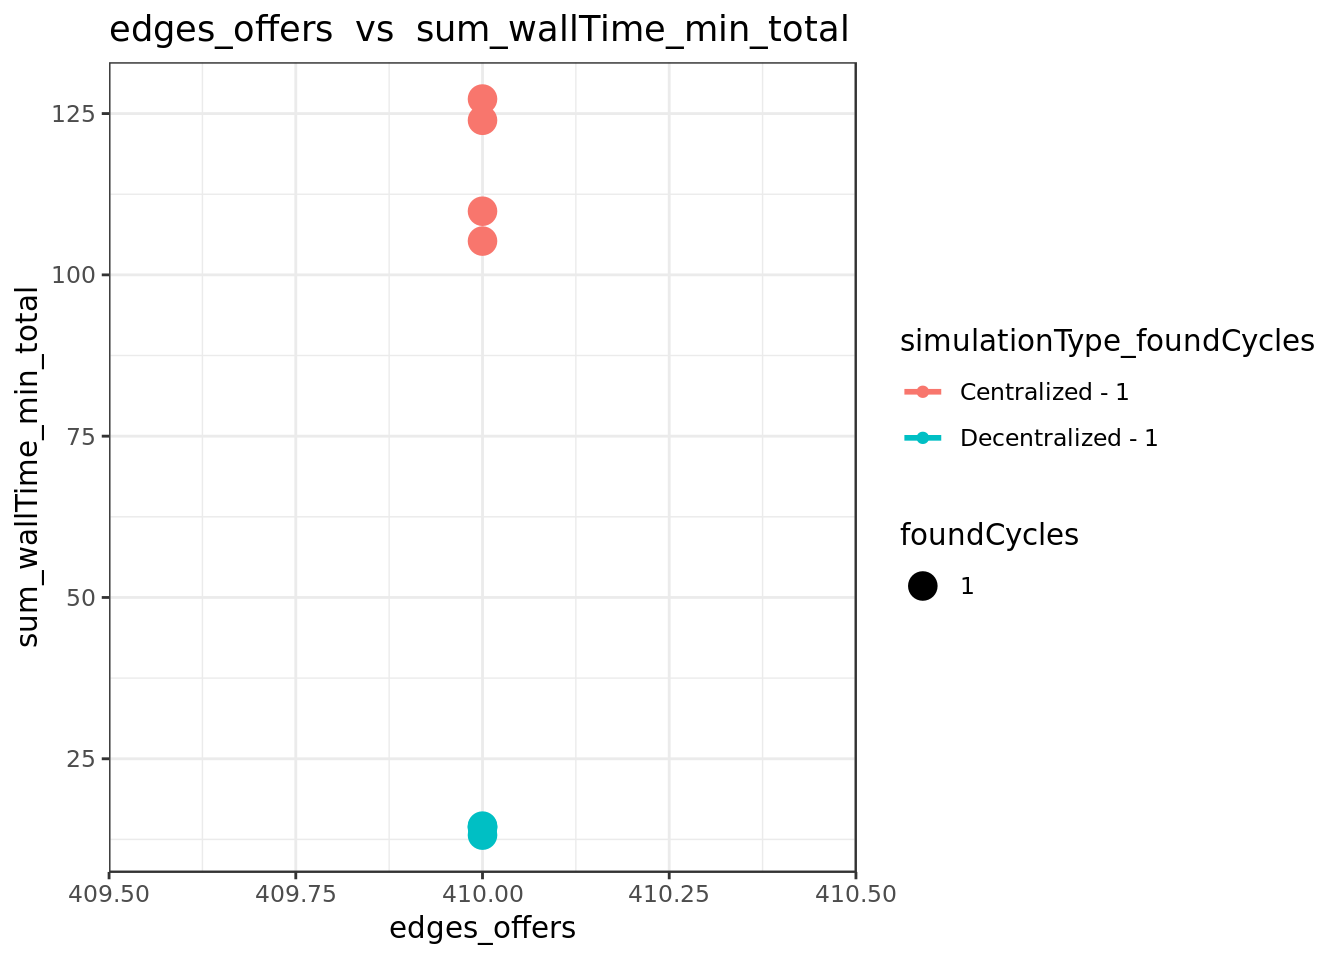 edges_offers vs sum_wallTime_min_total
125
100
75
50
25
sum_wallTime_min_total
409.50 409.75 410.00 410.25 410.50
edges_offers
simulationType_foundCycles
Centralized - 1
Decentralized - 1
foundCycles
1